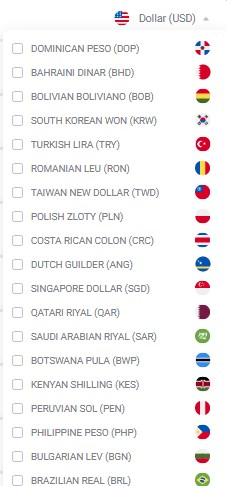 Dollar (USD)
DOMINICAN PESO (DOP)
BAHRAINI DINAR (BHD)
BOLIVIAN BOLIVIANO (BOB)
SOUTH KOREAN WON (KRW)
TURKISH LIRA (TRY)
ROMANIAN LEU (RON)
TAIWAN NEW DOLLAR (TWD)
POLISH ZLOTY (PLN)
COSTA RICAN COLON (CRC)
DUTCH GUILDER (ANG)
SINGAPORE DOLLAR (SGD)
QATARI RIYAL (QAR)
SAUDI ARABIAN RIYAL (SAR)
BOTSWANA PULA (BWP)
KENYAN SHILLING (KES)
PERUVIAN SOL (PEN)
PHILIPPINE PESO (PHP)
BULGARIAN LEV (BGN)
BRAZILIAN REAL (BRL)